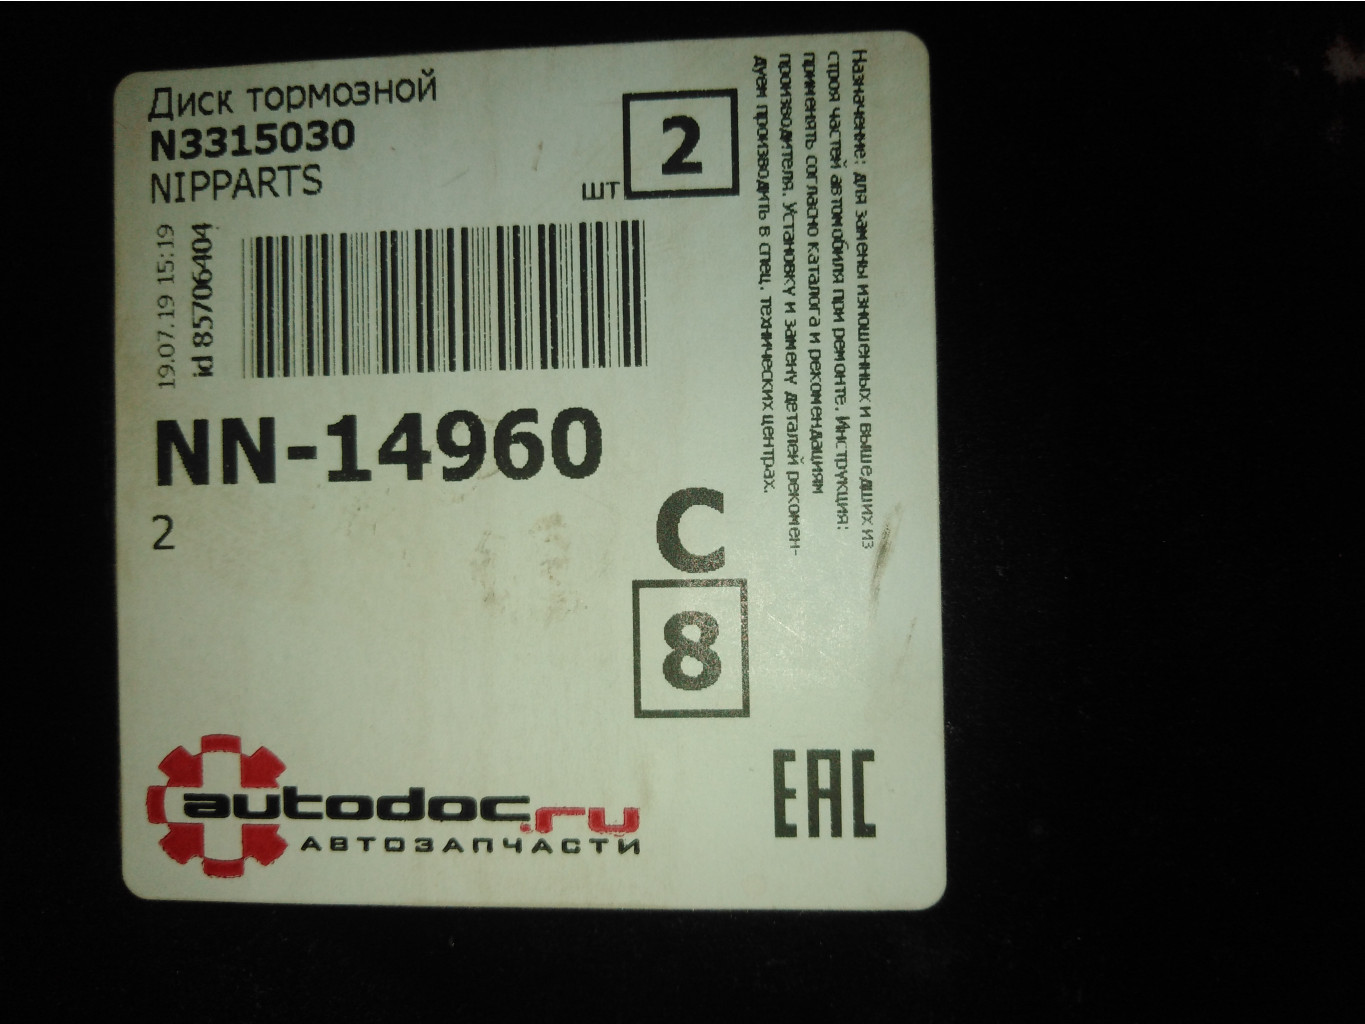 Диск тормозной
N3315030
NIPPARTS
шт 2
19.07.19 15:19
id 85706404
NN-14960
2
C
8
Назначение: для замены изношенных и вышедших из
строя частей автомобиля при ремонте. Инструкция:
применять согласно каталога и рекомендациям
производителя. Установку и замену деталей рекомен-
дуем производить в спец. технических центрах.
autodoc.ru
АВТОЗАПЧАСТИ
EAC